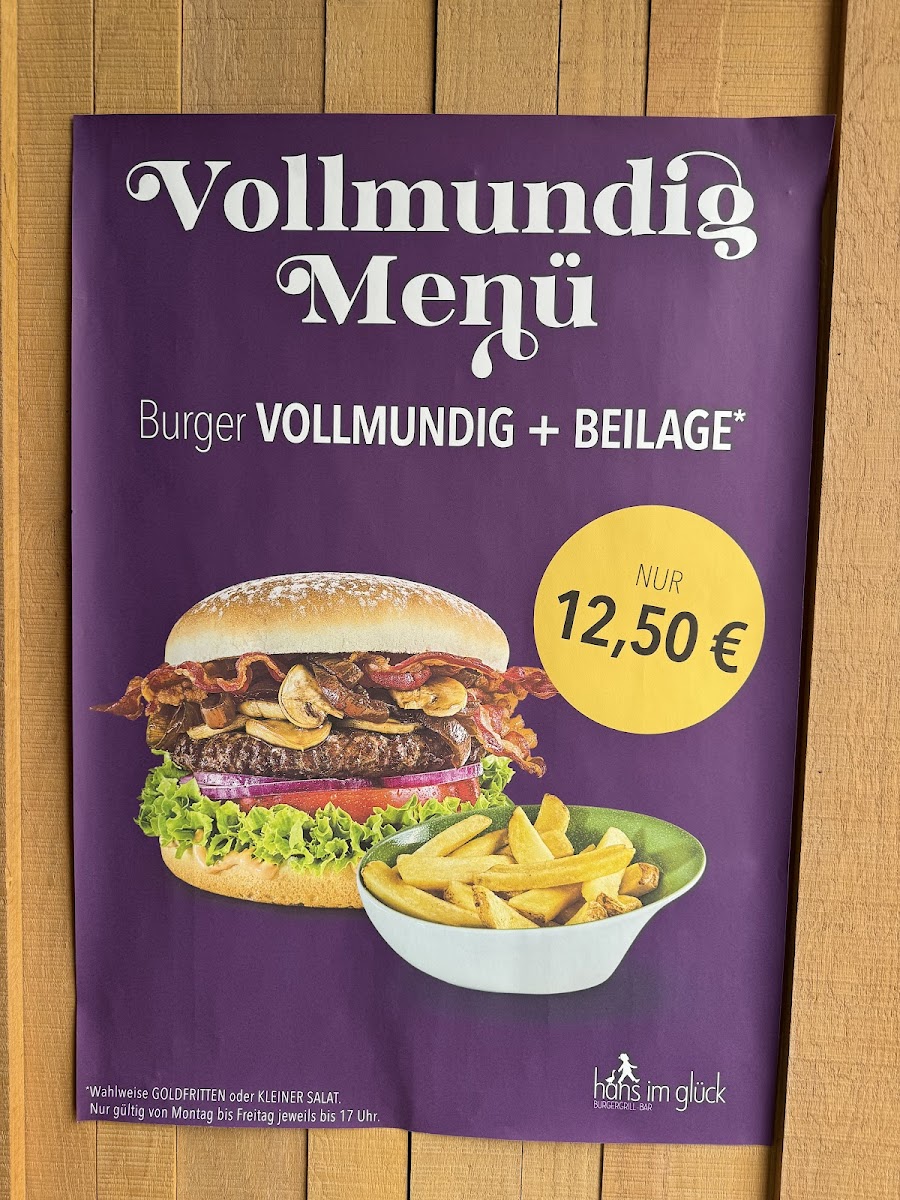 Vollmundig
Menü
Burger VOLLMUNDIG + BEILAGE*
NUR
12,50 €
*Wahlweise GOLDFRITTEN oder KLEINER SALAT.
Nur gültig von Montag bis Freitag jeweils bis 17 Uhr.
hans im glück
BURGERGRILL BAR